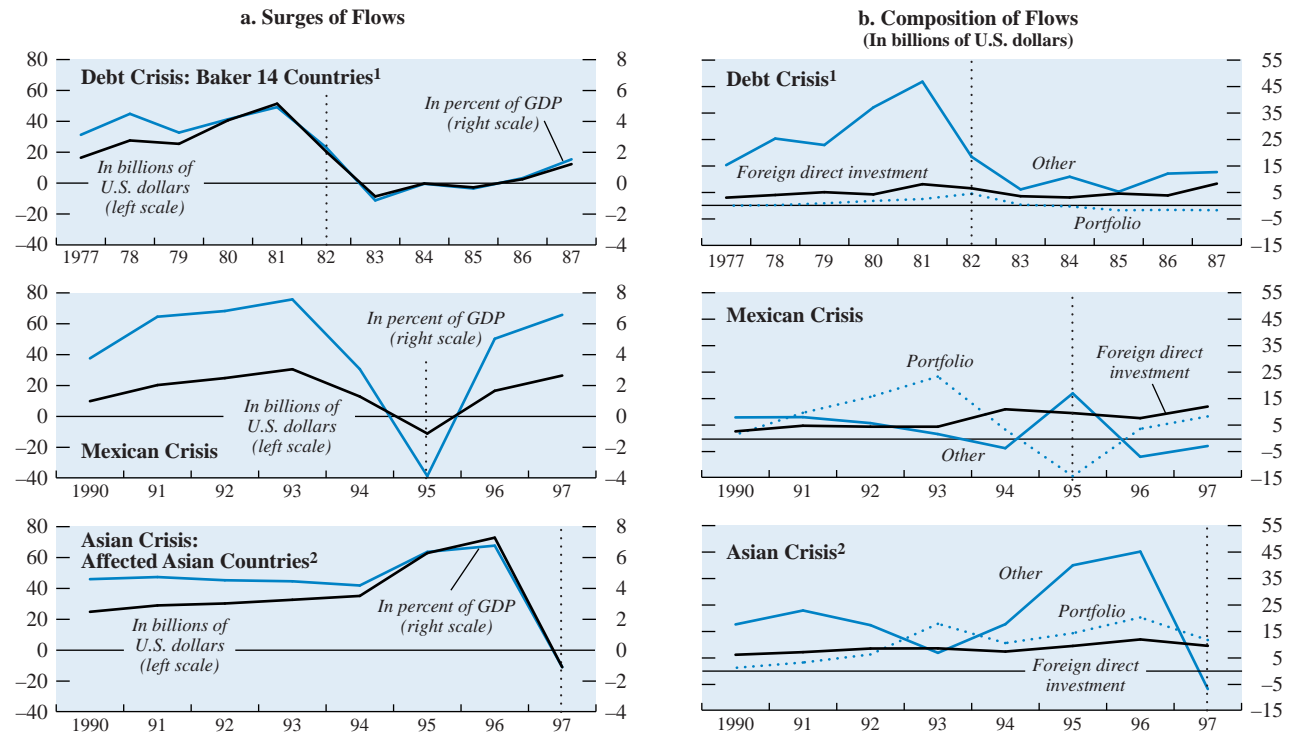 a. Surges of Flows
80
60
40
20
0
–20
–40
8
6
4
2
0
–2
–4
Debt Crisis: Baker 14 Countries1
In percent of GDP
(right scale)
In billions of
U.S. dollars
(left scale)
1977 78 79 80 81 82 83 84 85 86 87
80
60
40
20
0
–20
–40
8
6
4
2
0
–2
–4
In percent of GDP
(right scale)
In billions of
U.S. dollars
(left scale)
Mexican Crisis
1990 91 92 93 94 95 96 97
80
60
40
20
0
–20
–40
8
6
4
2
0
–2
–4
Asian Crisis:
Affected Asian Countries2
In percent of GDP
(right scale)
In billions of
U.S. dollars
(left scale)
1990 91 92 93 94 95 96 97
b. Composition of Flows
(In billions of U.S. dollars)
55
45
35
25
15
5
–5
–15
Debt Crisis1
Other
Foreign direct investment
Portfolio
1977 78 79 80 81 82 83 84 85 86 87
55
45
35
25
15
5
–5
–15
Mexican Crisis
Portfolio
Foreign direct
investment
Other
1990 91 92 93 94 95 96 97
55
45
35
25
15
5
–5
–15
Asian Crisis2
Other
Portfolio
Foreign direct
investment
1990 91 92 93 94 95 96 97